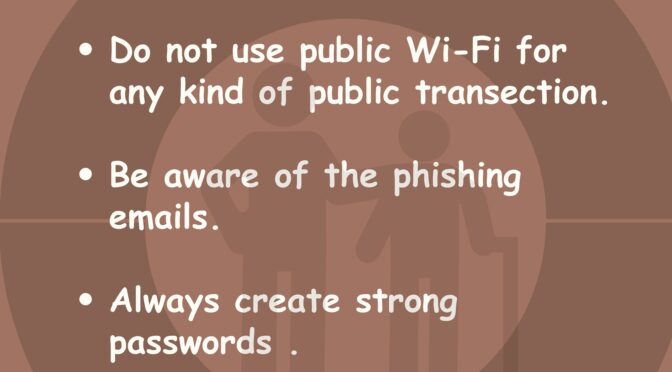 • Do not use public Wi-Fi for
any kind of public transection.
• Be aware of the phishing
emails.
• Always create strong
passwords .